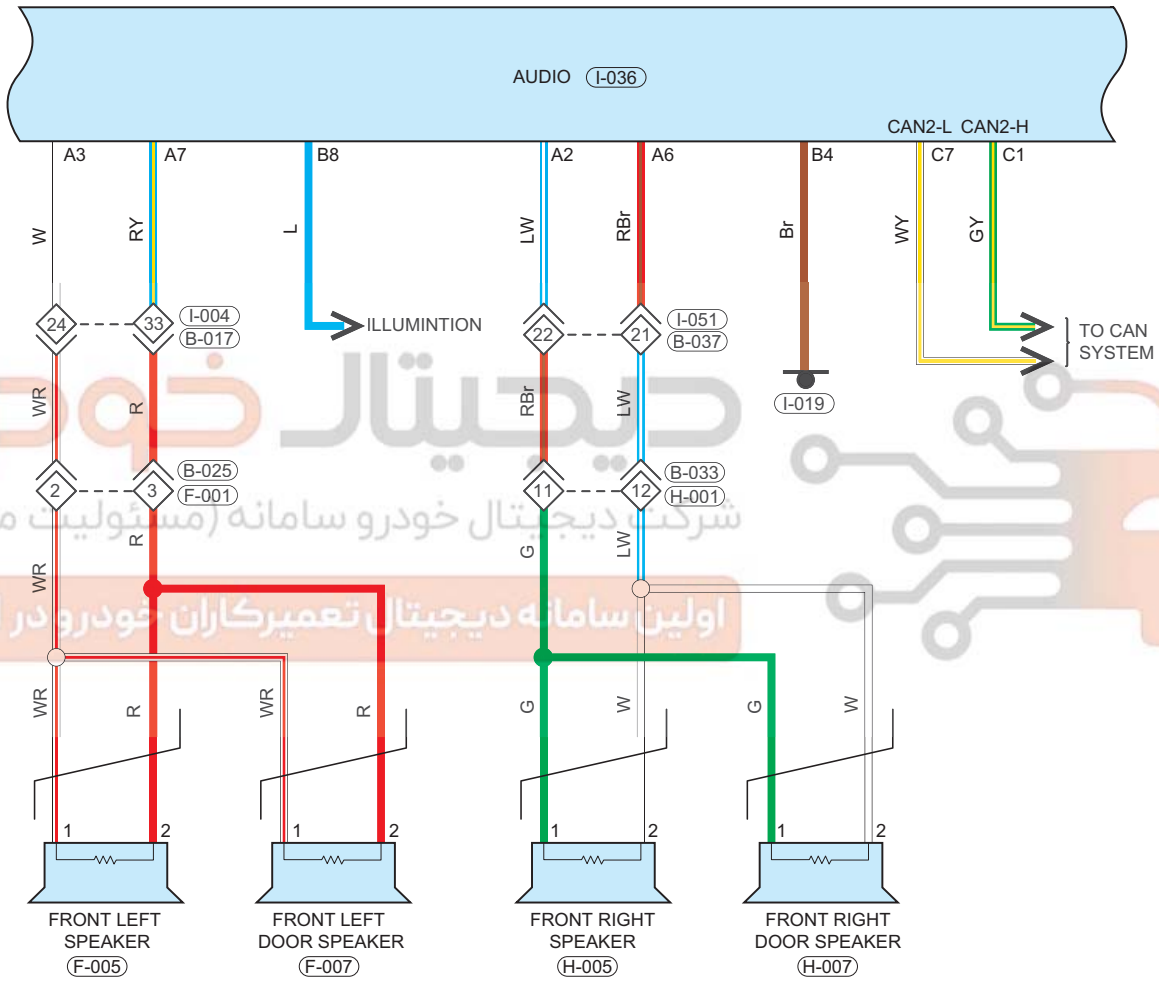 AUDIO I-036
CAN2-L CAN2-H
A3 A7 B8 A2 A6 B4 C7 C1
W RY L LW RBr Br WY GY
24 33 I-004
B-017
ILLUMINTION
22 21 I-051
B-037
TO CAN
SYSTEM
I-019
WR R RBr LW
دیجیتال خود
2 3 B-025
F-001
11 12 B-033
H-001
شرکت دیجیتال خودرو سامانه (مسئولیت م
WR R G LW
اولین سامانه دیجیتال تعمیرکاران خودرو در ا
WR R WR R G W G W
1 2 1 2 1 2 1 2
FRONT LEFT
SPEAKER
F-005
FRONT LEFT
DOOR SPEAKER
F-007
FRONT RIGHT
SPEAKER
H-005
FRONT RIGHT
DOOR SPEAKER
H-007